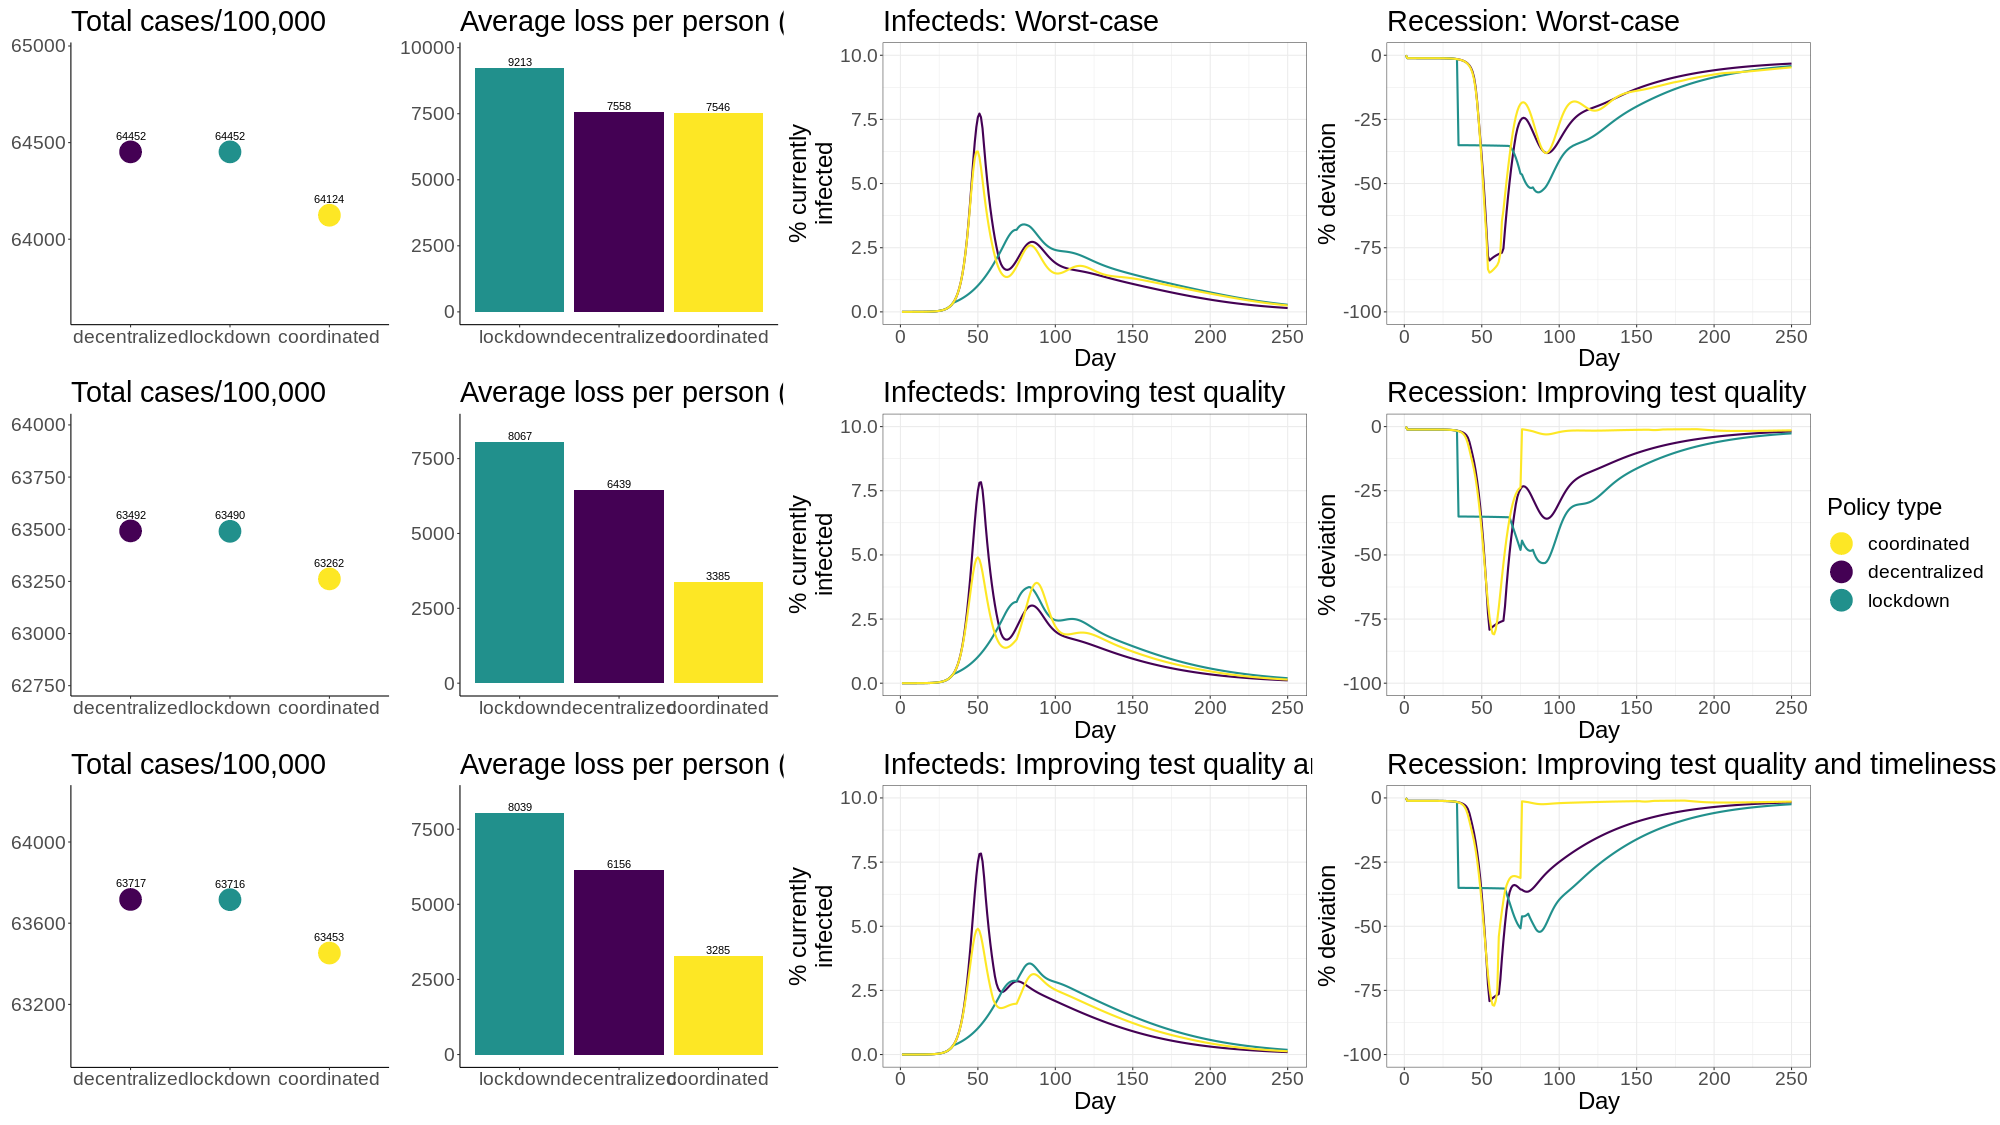 Total cases/100,000
65000
64500
64000
64452
64452
64124
decentralized lockdown coordinated
Average loss per person (
10000
7500
5000
2500
0
9213
7558
7546
lockdown decentralized coordinated
Infecteds: Worst-case
% currently
infected
10.0
7.5
5.0
2.5
0.0
0 50 100 150 200 250
Day
Recession: Worst-case
% deviation
0
-25
-50
-75
-100
0 50 100 150 200 250
Day
Total cases/100,000
64000
63750
63500
63250
63000
62750
63492
63490
63262
decentralized lockdown coordinated
Average loss per person (
7500
5000
2500
0
8067
6439
3385
lockdown decentralized coordinated
Infecteds: Improving test quality
% currently
infected
10.0
7.5
5.0
2.5
0.0
0 50 100 150 200 250
Day
Recession: Improving test quality
% deviation
0
-25
-50
-75
-100
0 50 100 150 200 250
Day
Policy type
coordinated
decentralized
lockdown
Total cases/100,000
64000
63600
63200
63717
63716
63453
decentralized lockdown coordinated
Average loss per person (
7500
5000
2500
0
8039
6156
3285
lockdown decentralized coordinated
Infecteds: Improving test quality
% currently
infected
10.0
7.5
5.0
2.5
0.0
0 50 100 150 200 250
Day
Recession: Improving test quality and timeliness
% deviation
0
-25
-50
-75
-100
0 50 100 150 200 250
Day